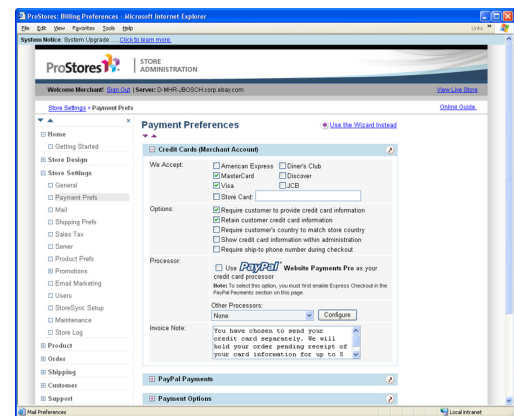 ProStores: Billing Preferences - Microsoft Internet Explorer
File Edit View Favorites Tools Help Links
System Notice: System Upgrade .....Click to learn more.
ProStores
STORE
ADMINISTRATION
Welcome Merchant! Sign Out | Server: D-MHR-JBOSCH.corp.ebay.com View Live Store
Store Settings > Payment Prefs Online Guide
Home
Getting Started
Store Design
Store Settings
General
Payment Prefs
Mail
Shipping Prefs
Sales Tax
Server
Product Prefs
Promotions
Email Marketing
Users
StoreSync Setup
Maintenance
Store Log
Product
Order
Shipping
Customer
Support
Payment Preferences Use the Wizard Instead
Credit Cards (Merchant Account)
We Accept: American Express Diner's Club
MasterCard Discover
Visa JCB
Store Card:
Options: Require customer to provide credit card information
Retain customer credit card information
Require customer's country to match store country
Show credit card information within administration
Require ship-to phone number during checkout
Processor: Use PayPal Website Payments Pro as your
credit card processor
Note: To select this option, you must first enable Express Checkout in the
PayPal Payments section on this page.
Other Processors:
None Configure
Invoice Note: You have chosen to send your
credit card separately. We will
hold your order pending receipt of
your card information for up to 5
PayPal Payments
Payment Options
Mail Preferences Local intranet